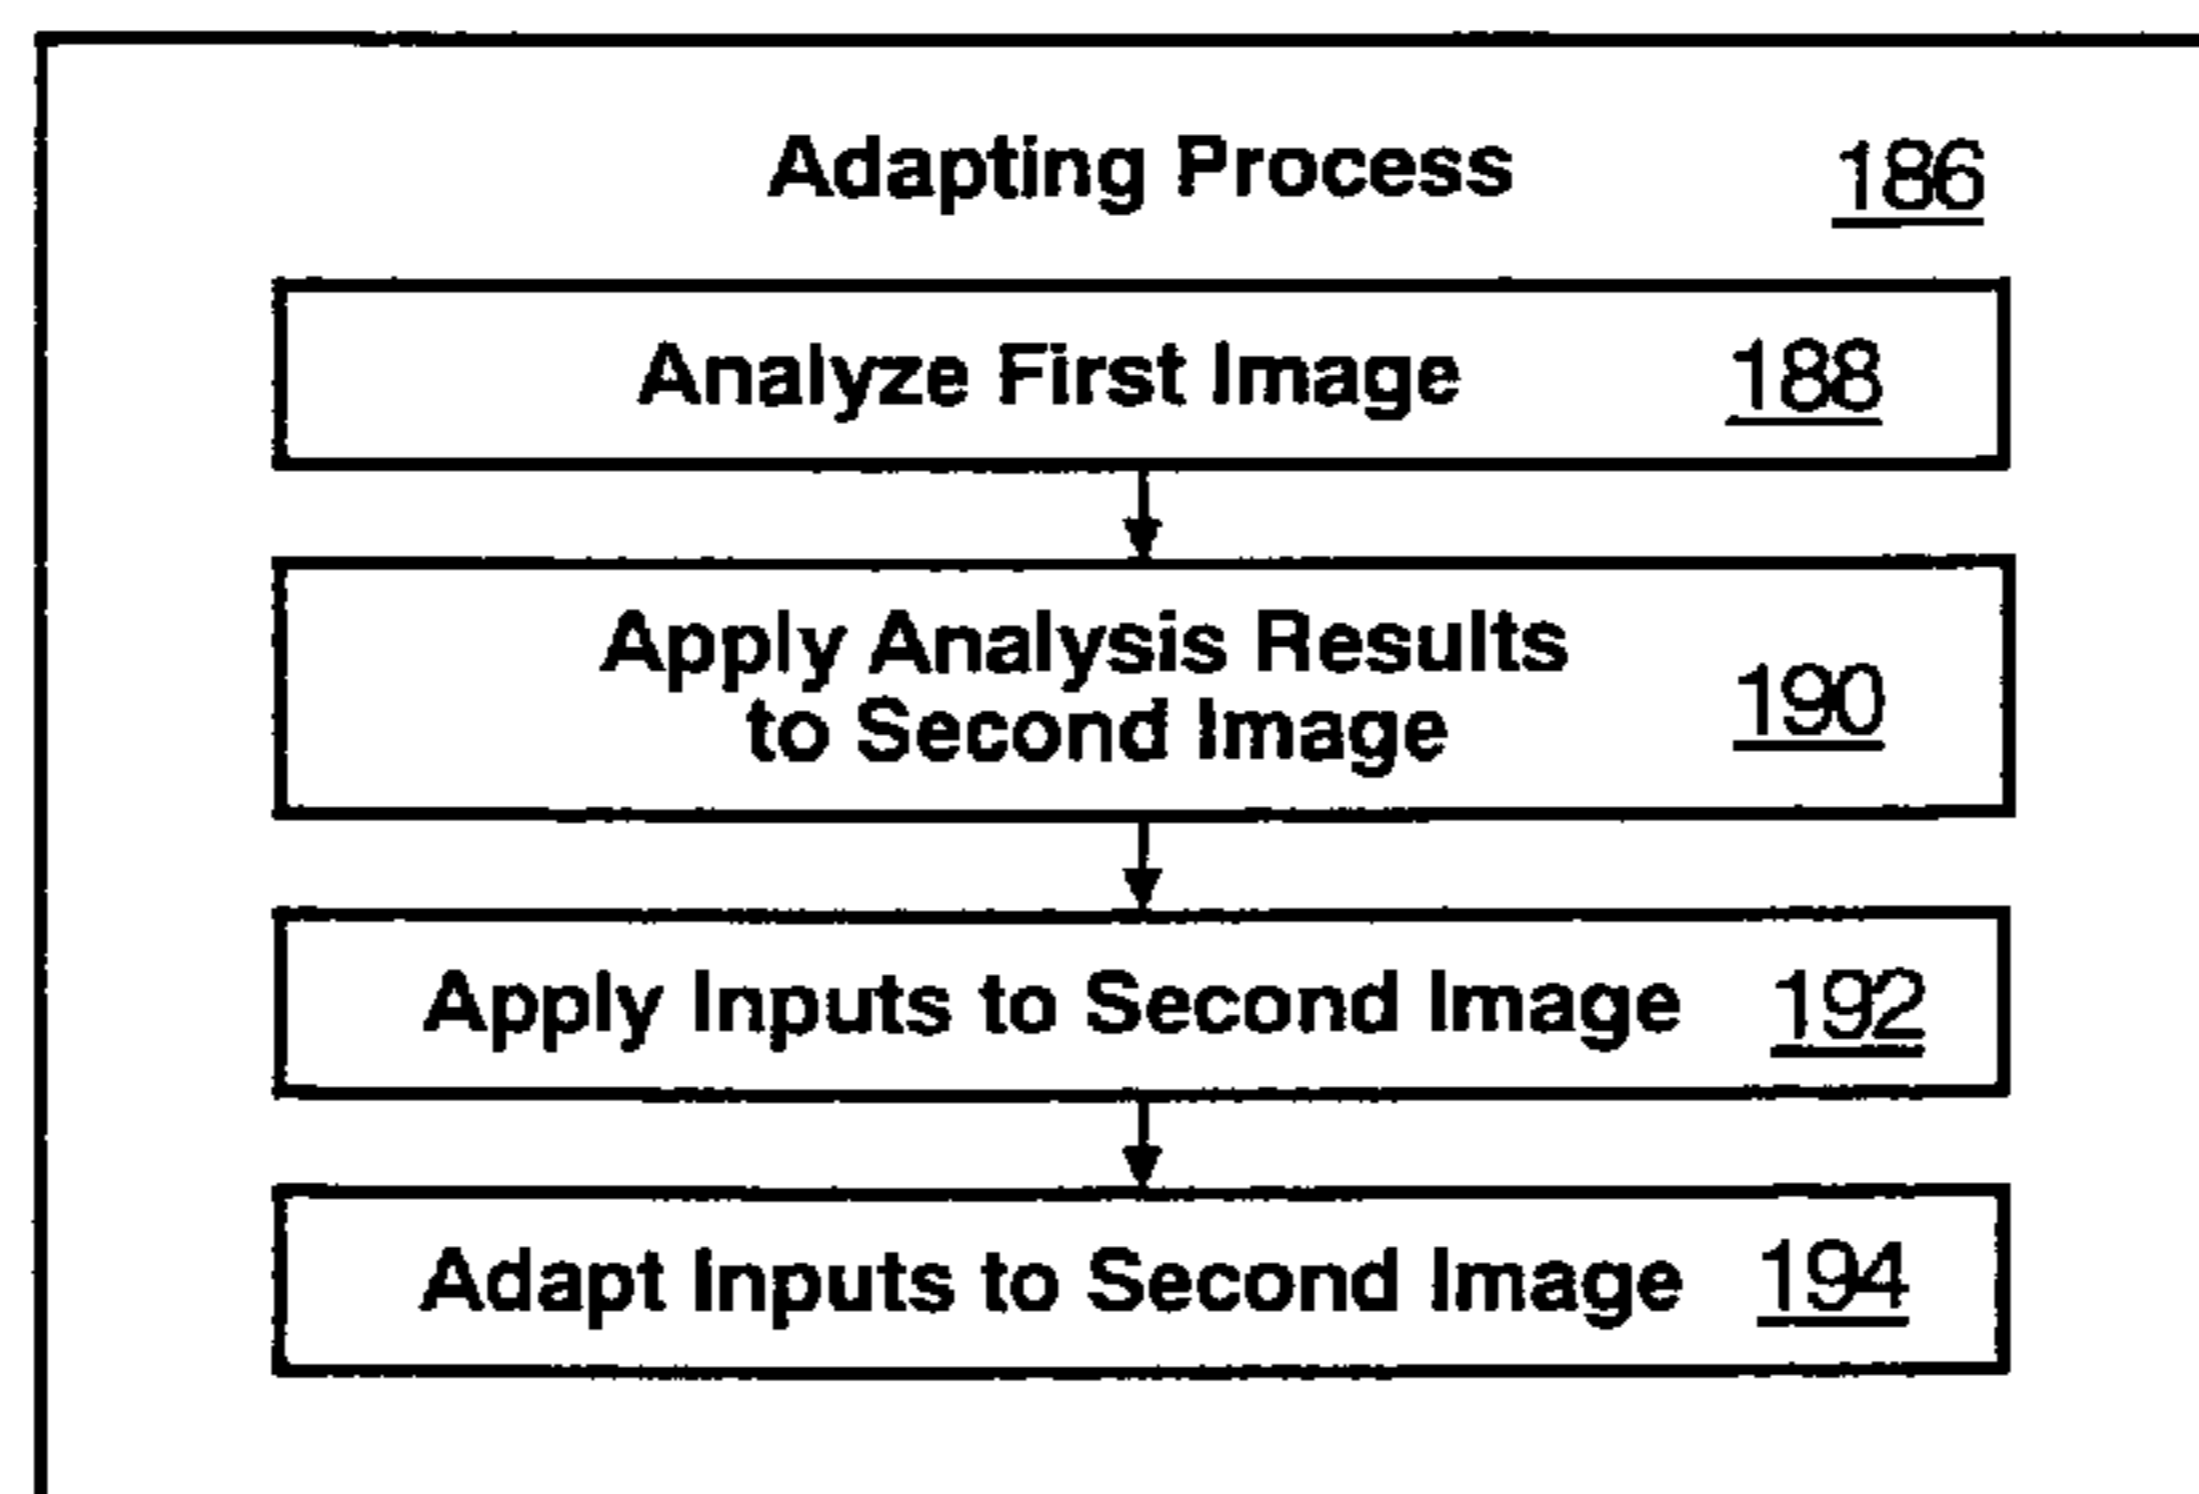 Adapting Process 186
Analyze First Image 188
Apply Analysis Results
to Second Image 190
Apply Inputs to Second Image 192
Adapt Inputs to Second Image 194